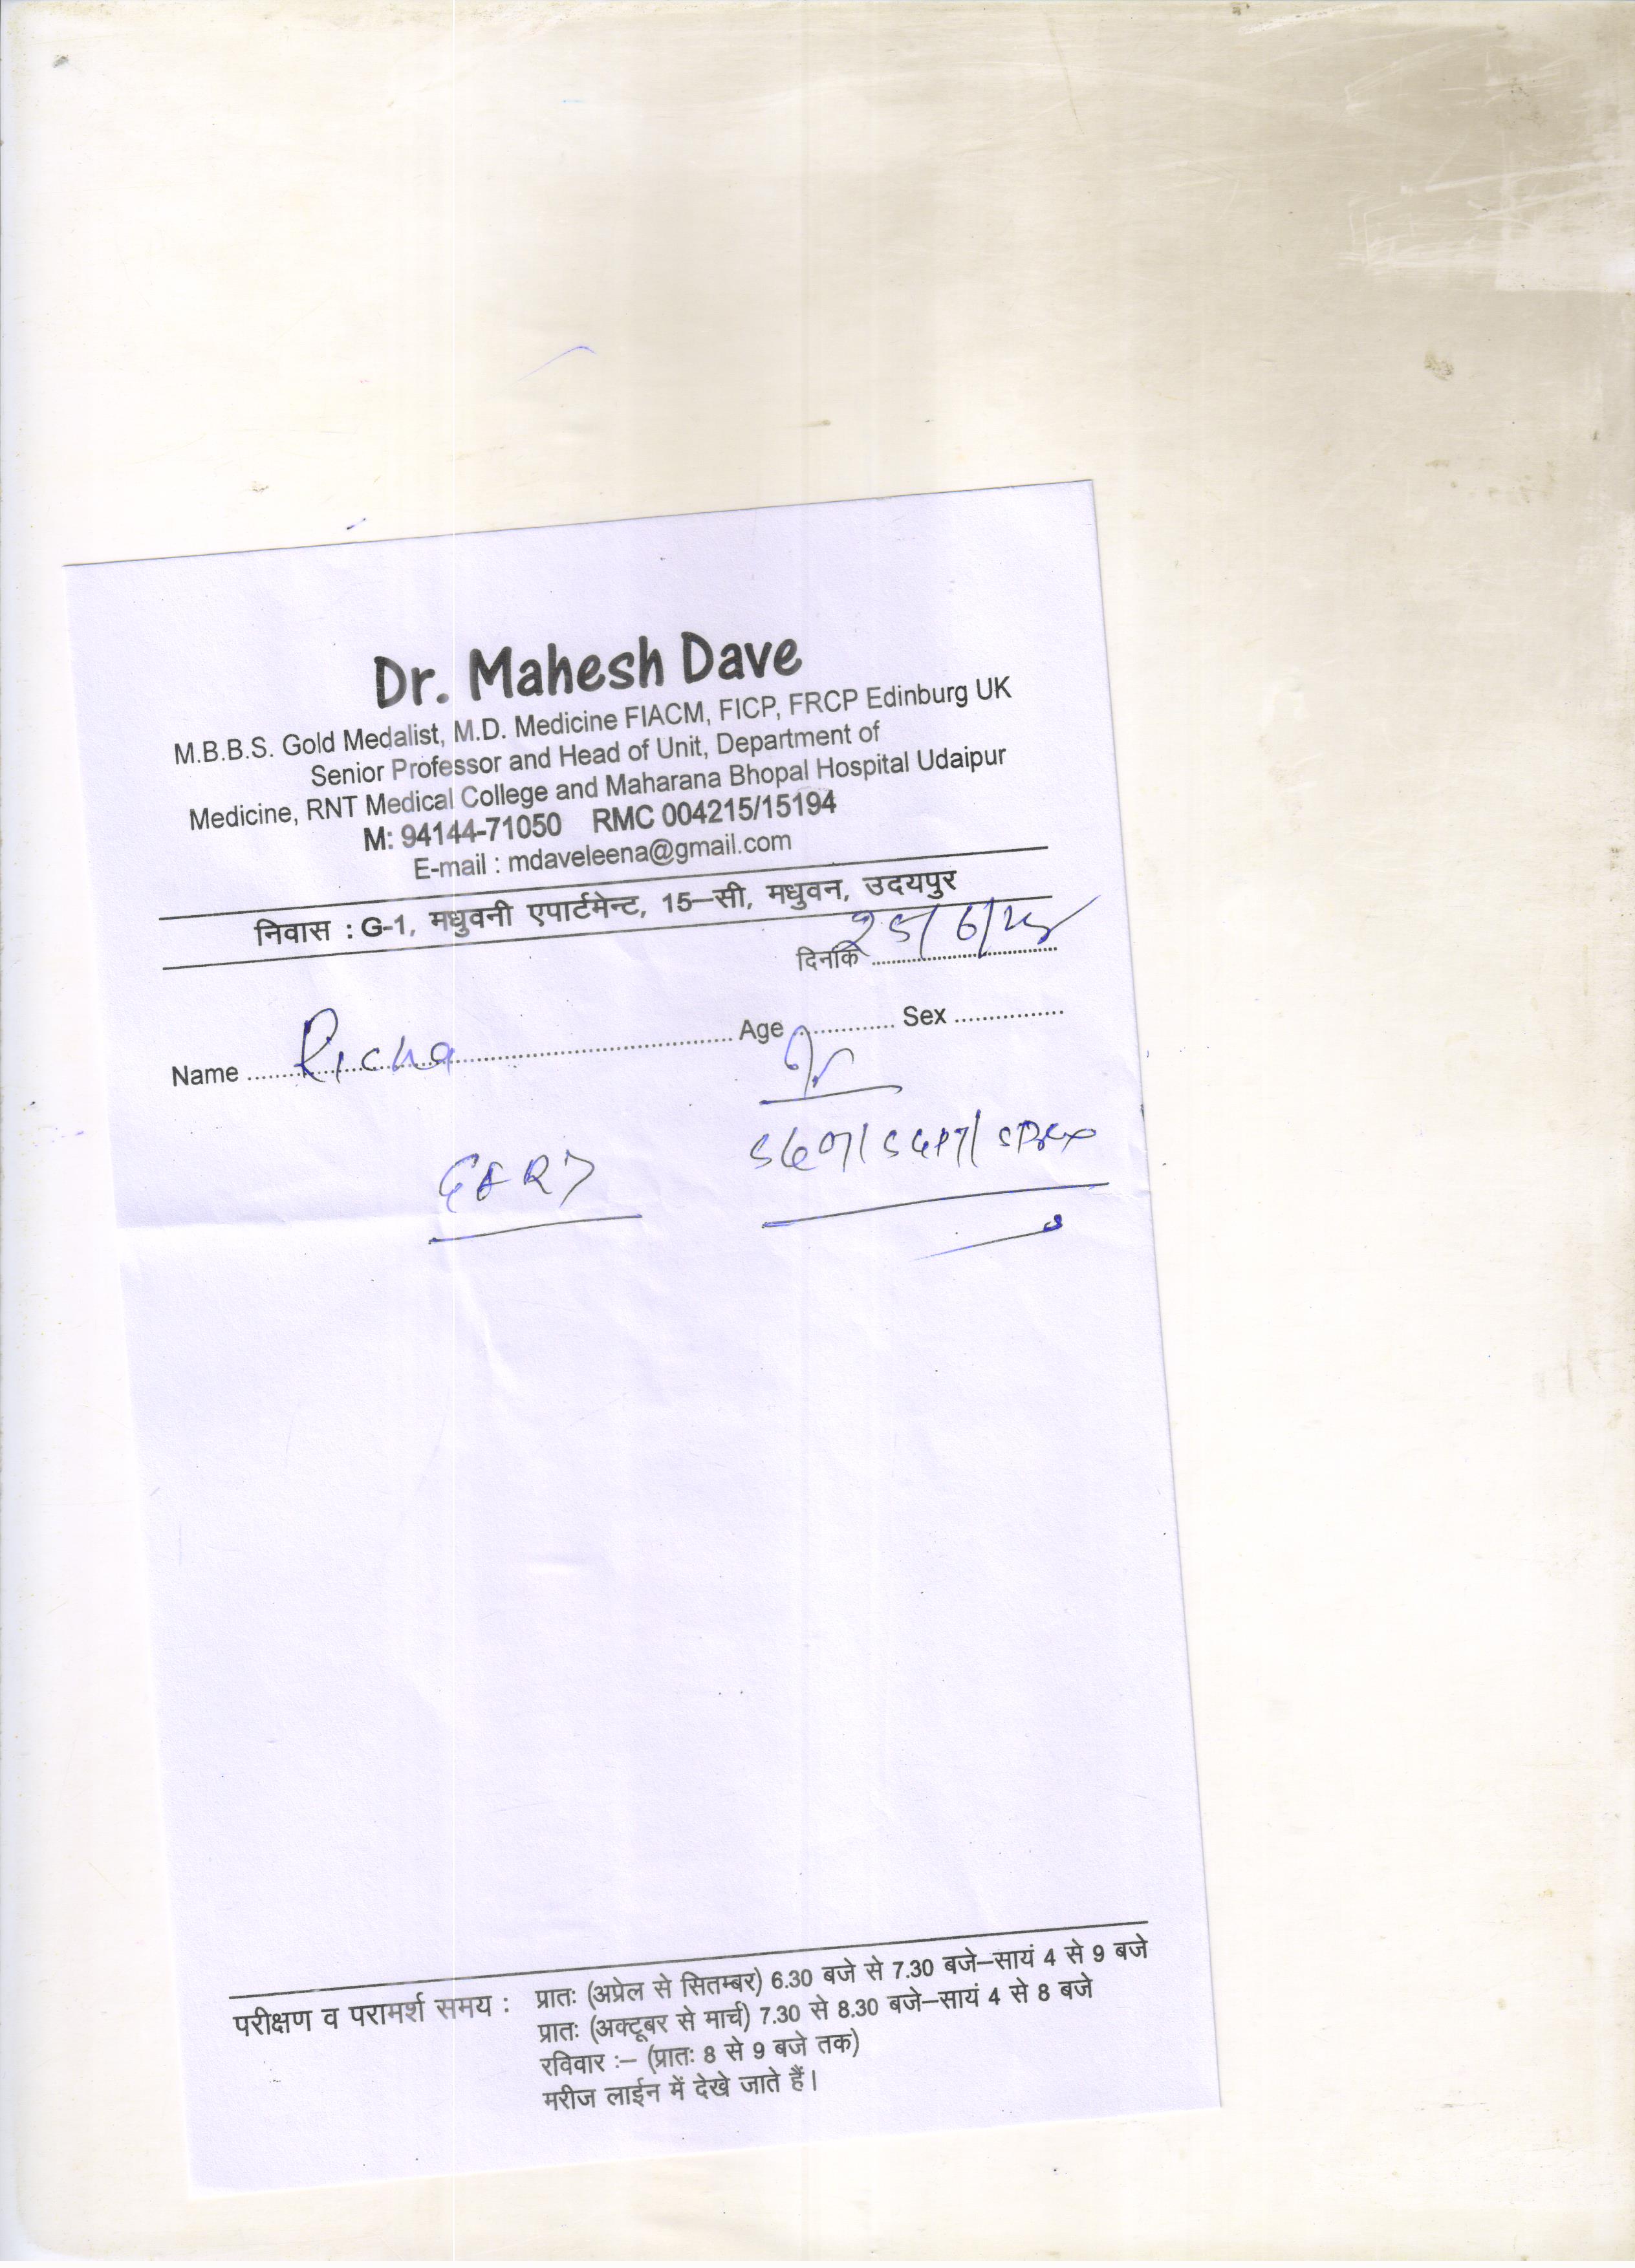 Dr. Mahesh Dave
M.B.B.S. Gold Medalist, M.D. Medicine FIACM, FICP, FRCP Edinburg UK
Senior Professor and Head of Unit, Department of
Medicine, RNT Medical College and Maharana Bhopal Hospital Udaipur
M: 94144-71050 RMC 004215/15194
E-mail : mdaveleena@gmail.com
निवास : G-1, मधुवनी एपार्टमेन्ट, 15–सी, मधुवन, उदयपुर
दिनांक 25/6/25
Name Richa Age Sex
SGOT/SGPT/
परीक्षण व परामर्श समय : प्रातः (अप्रेल से सितम्बर) 6.30 बजे से 7.30 बजे–सायं 4 से 9 बजे
प्रातः (अक्टूबर से मार्च) 7.30 से 8.30 बजे–सायं 4 से 8 बजे
रविवार :– (प्रातः 8 से 9 बजे तक)
मरीज लाईन में देखे जाते हैं।